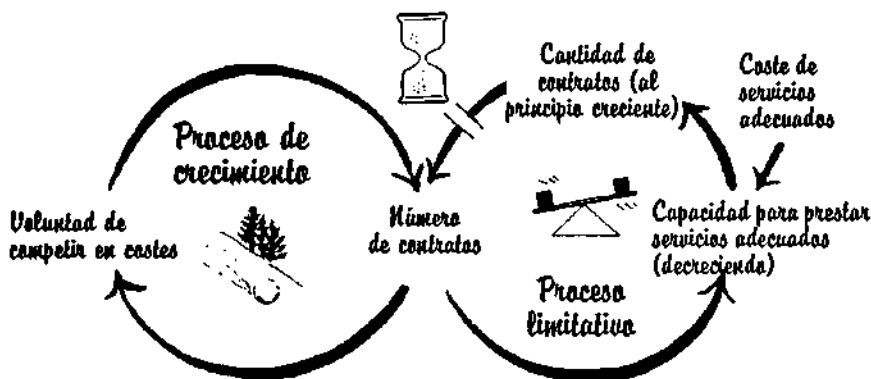 Cantidad de
contratos (al
principio creciente)
Coste de
servicios
adecuados
Proceso de
crecimiento
Voluntad de
competir en costes
Número
de contratos
Capacidad para prestar
servicios adecuados
(decreciendo)
Proceso
limitativo